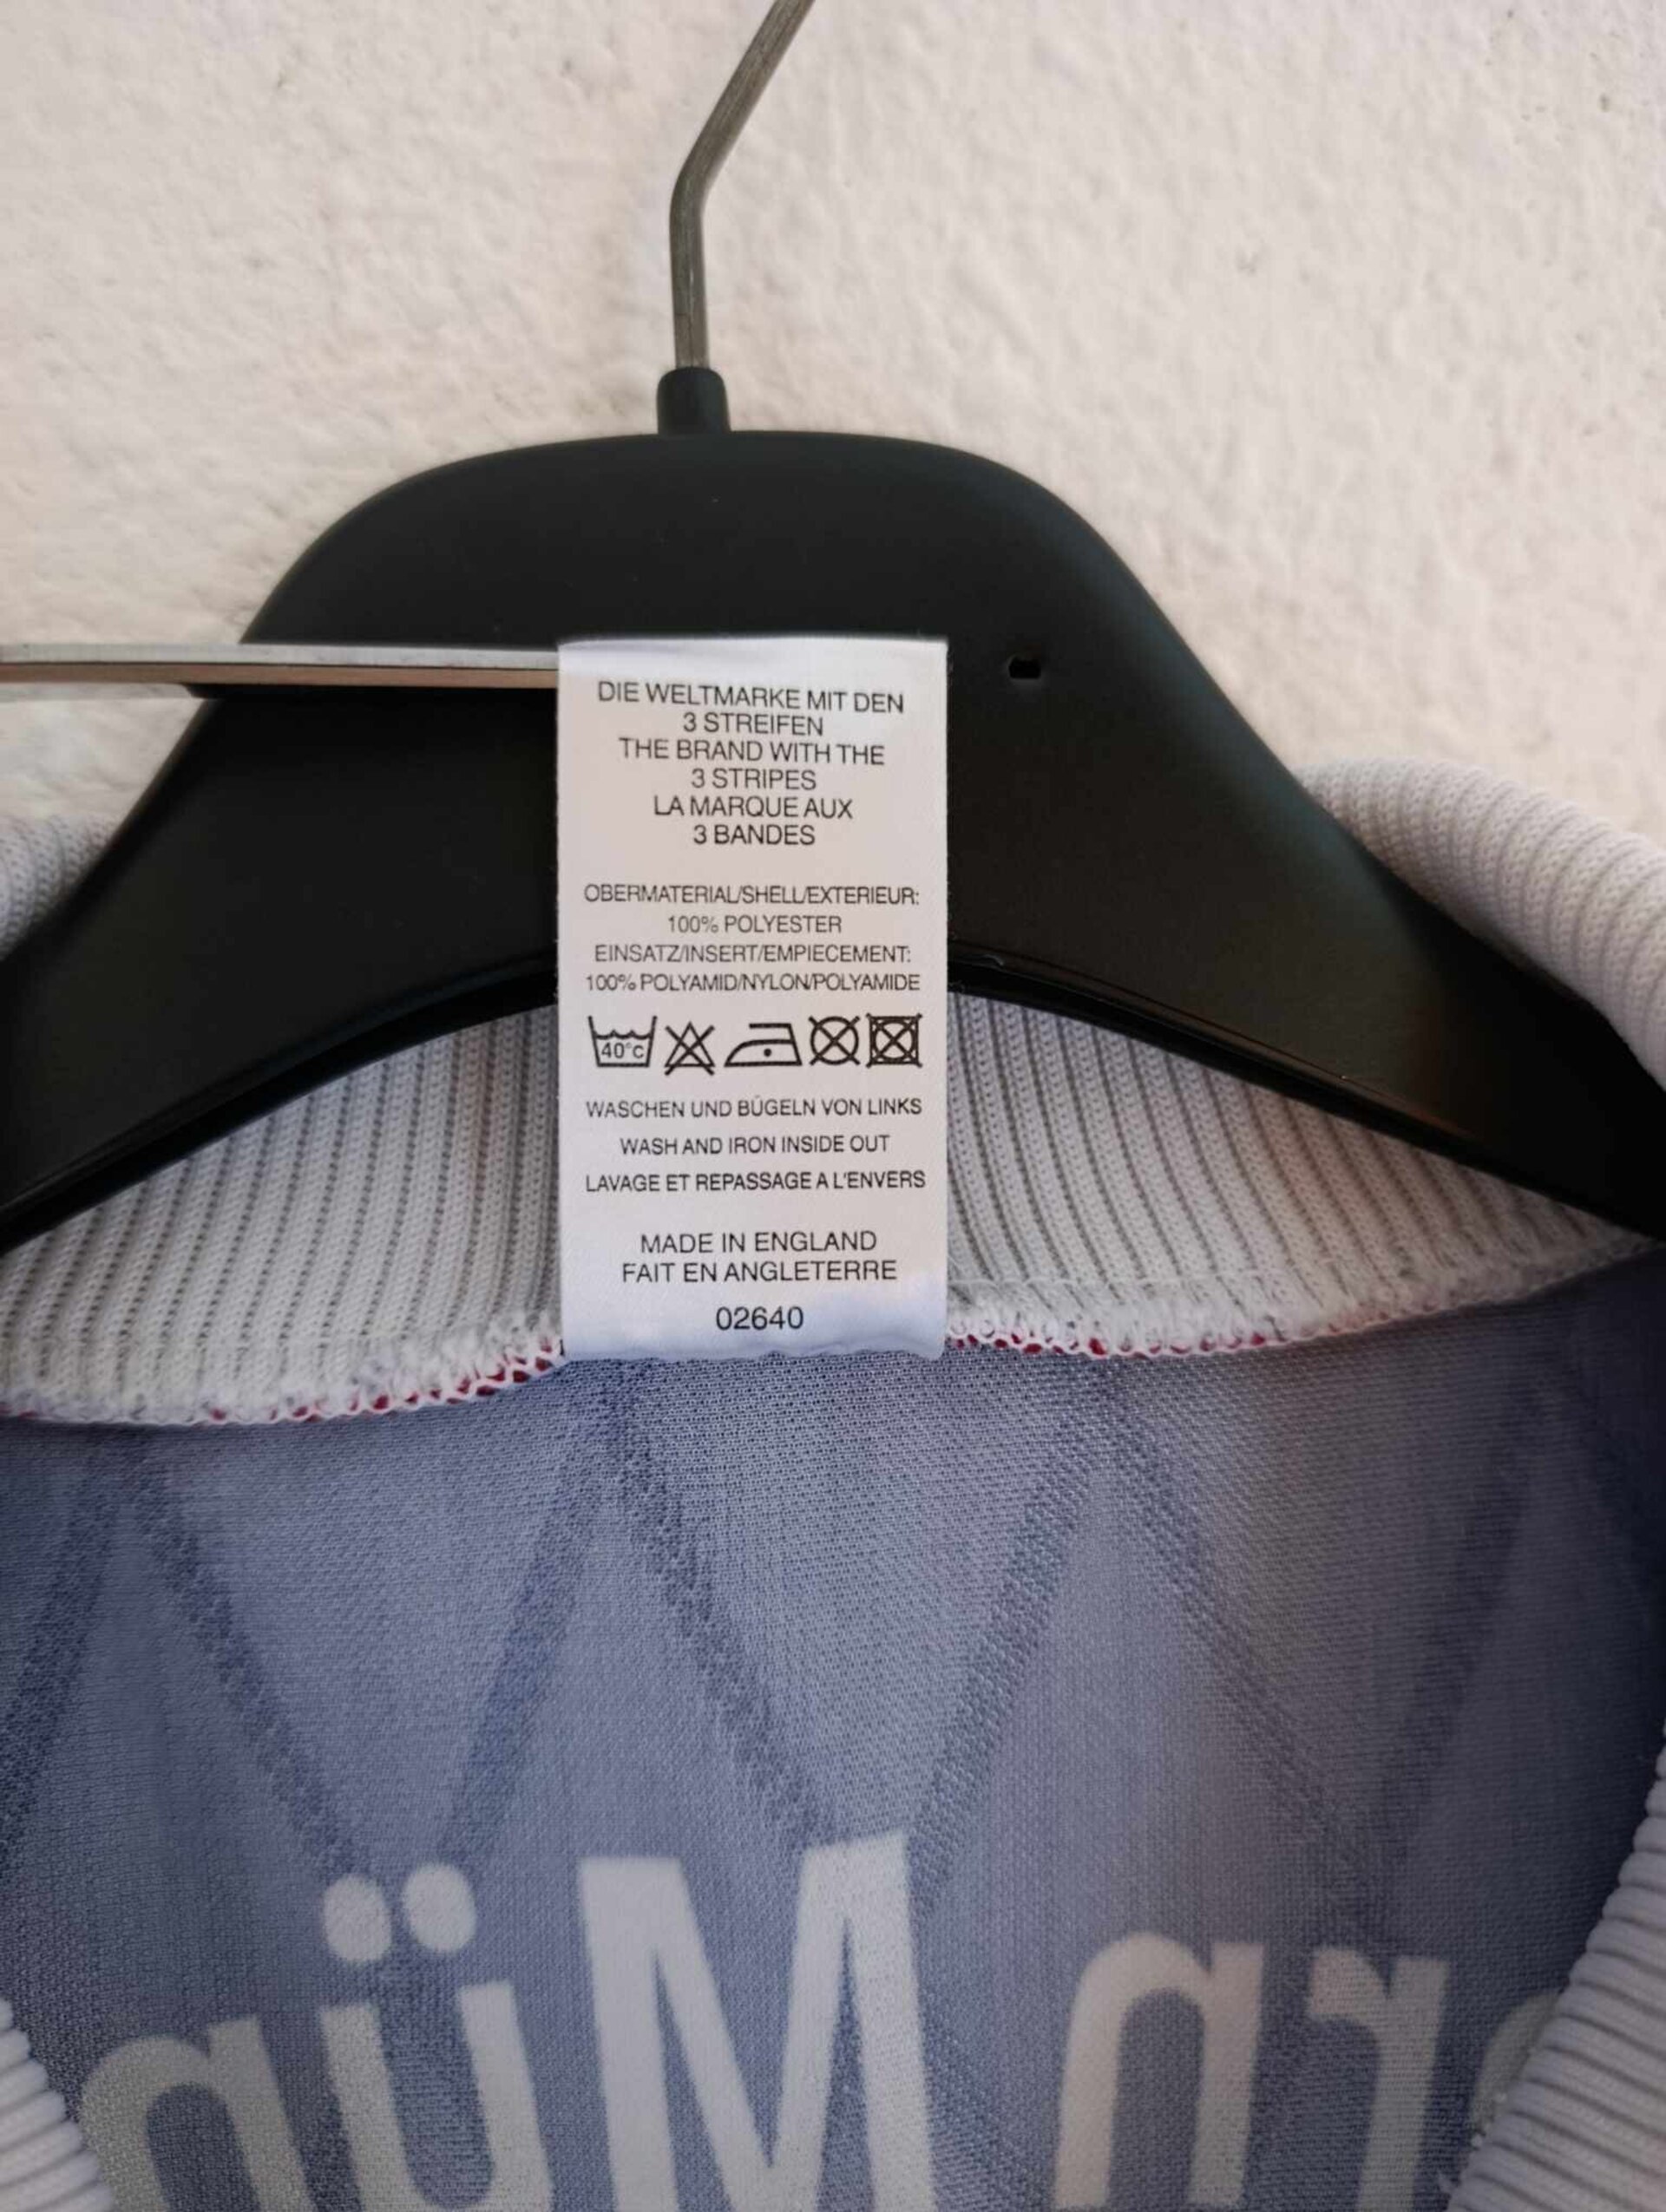 DIE WELTMARKE MIT DEN
3 STREIFEN
THE BRAND WITH THE
3 STRIPES
LA MARQUE AUX
3 BANDES
OBERMATERIAL/SHELL/EXTERIEUR:
100% POLYESTER
EINSATZ/INSERT/EMPIECEMENT:
100% POLYAMID/NYLON/POLYAMIDE
40°C
WASCHEN UND BÜGELN VON LINKS
WASH AND IRON INSIDE OUT
LAVAGE ET REPASSAGE A L'ENVERS
MADE IN ENGLAND
FAIT EN ANGLETERRE
02640